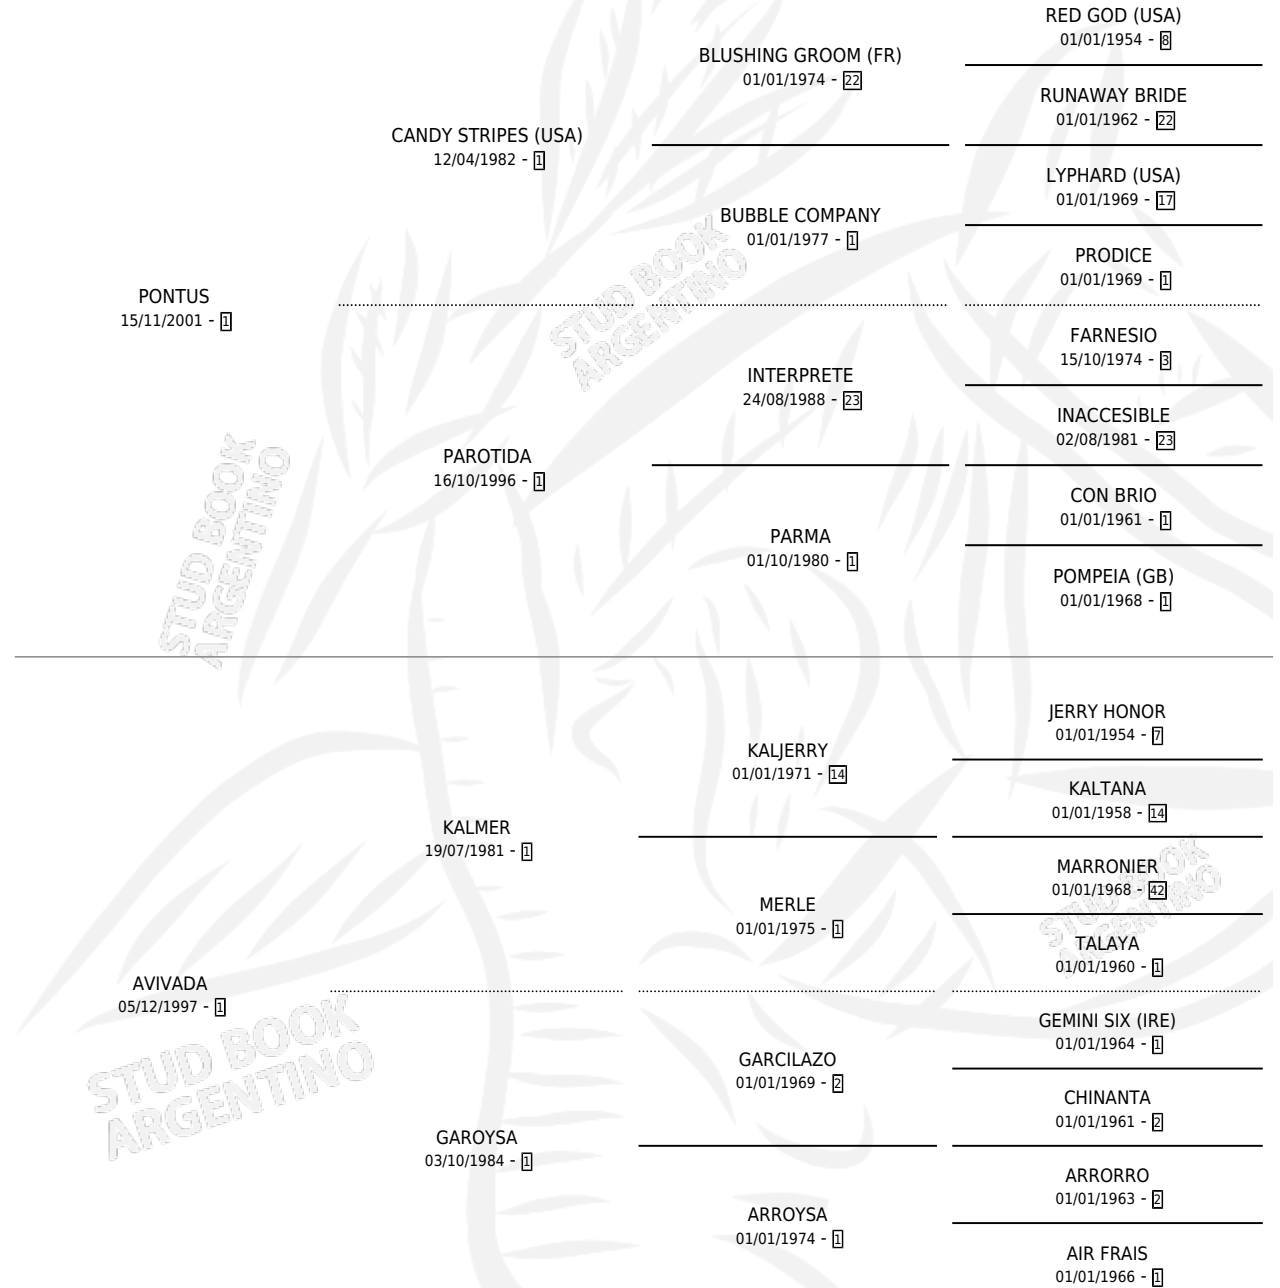 RED GOD (USA)
01/01/1954 - 8
BLUSHING GROOM (FR)
01/01/1974 - 22
RUNAWAY BRIDE
01/01/1962 - 22
CANDY STRIPES (USA)
12/04/1982 - 1
LYPHARD (USA)
01/01/1969 - 17
BUBBLE COMPANY
01/01/1977 - 1
PRODICE
01/01/1969 - 1
PONTUS
15/11/2001 - 1
FARNESIO
15/10/1974 - 3
INTERPRETE
24/08/1988 - 23
INACCESIBLE
02/08/1981 - 23
PAROTIDA
16/10/1996 - 1
CON BRIO
01/01/1961 - 1
PARMA
01/10/1980 - 1
POMPEIA (GB)
01/01/1968 - 1
JERRY HONOR
01/01/1954 - 7
KALJERRY
01/01/1971 - 14
KALTANA
01/01/1958 - 14
KALMER
19/07/1981 - 1
MARRONIER
01/01/1968 - 42
MERLE
01/01/1975 - 1
TALAYA
01/01/1960 - 1
AVIVADA
05/12/1997 - 1
GEMINI SIX (IRE)
01/01/1964 - 1
GARCILAZO
01/01/1969 - 2
CHINANTA
01/01/1961 - 2
GAROYSA
03/10/1984 - 1
ARRORRO
01/01/1963 - 2
ARROYSA
01/01/1974 - 1
AIR FRAIS
01/01/1966 - 1
STUD BOOK
ARGENTINO
STUD BOOK
ARGENTINO
STUD BOOK
ARGENTINO
STUD BOOK
ARGENTINO